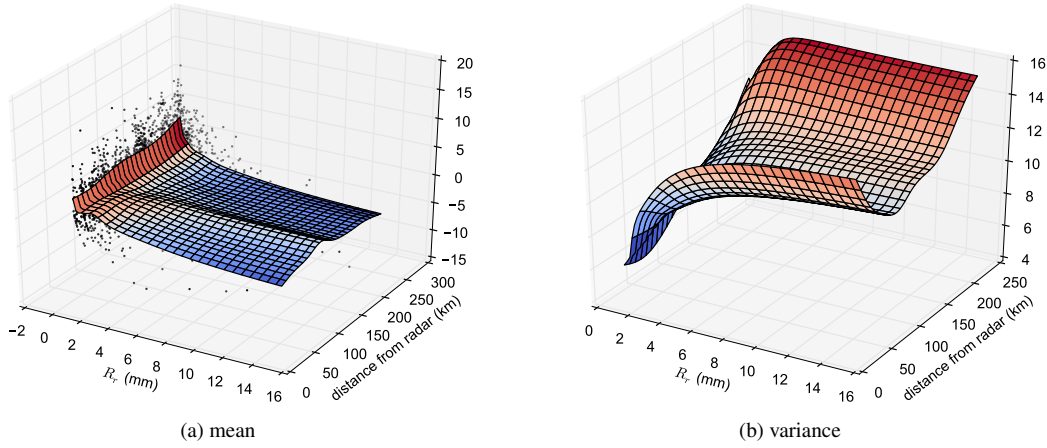 20
15
10
5
0
−5
−10
−15
−2 0 2 4 6 8 10 12 14 16
R_r (mm)
0 50 100 150 200 250 300
distance from radar (km)
(a) mean
16
14
12
10
8
6
4
0 2 4 6 8 10 12 14 16
R_r (mm)
0 50 100 150 200 250
distance from radar (km)
(b) variance